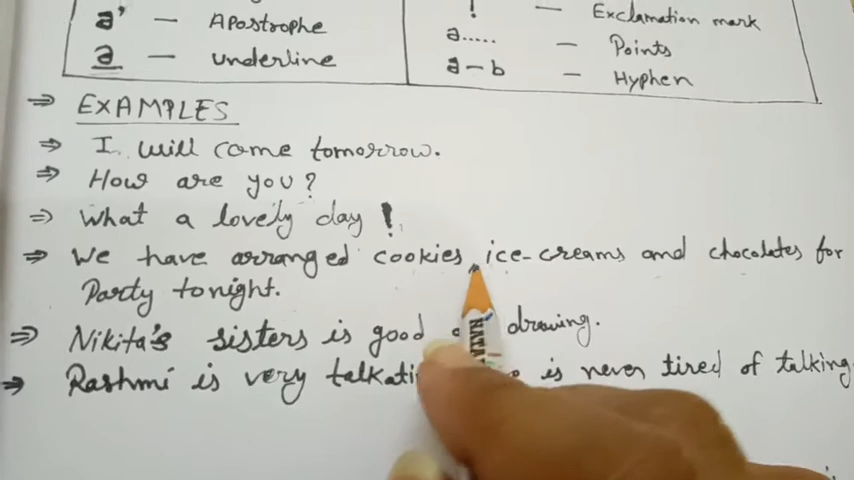 a' — Apostrophe
a — underline
! — Exclamation mark
a..... — Points
a-b — Hyphen
⇒ EXAMPLES
⇒ I will come tomorrow.
⇒ How are you?
⇒ What a lovely day!
⇒ We have arranged cookies, ice-creams and chocolates for
Party tonight.
⇒ Nikita's sisters is good drawing.
⇒ Rashmi is very is never tired of talking